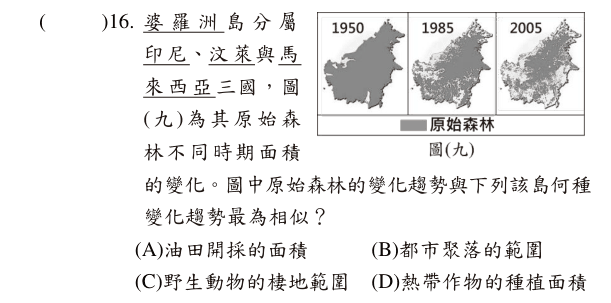 (　　)16. 婆羅洲島分屬
印尼、汶萊與馬
來西亞三國，圖
(九)為其原始森
林不同時期面積
的變化。圖中原始森林的變化趨勢與下列該島何種
變化趨勢最為相似？
(A)油田開採的面積　(B)都市聚落的範圍
(C)野生動物的棲地範圍　(D)熱帶作物的種植面積
1950　1985　2005
原始森林
圖(九)